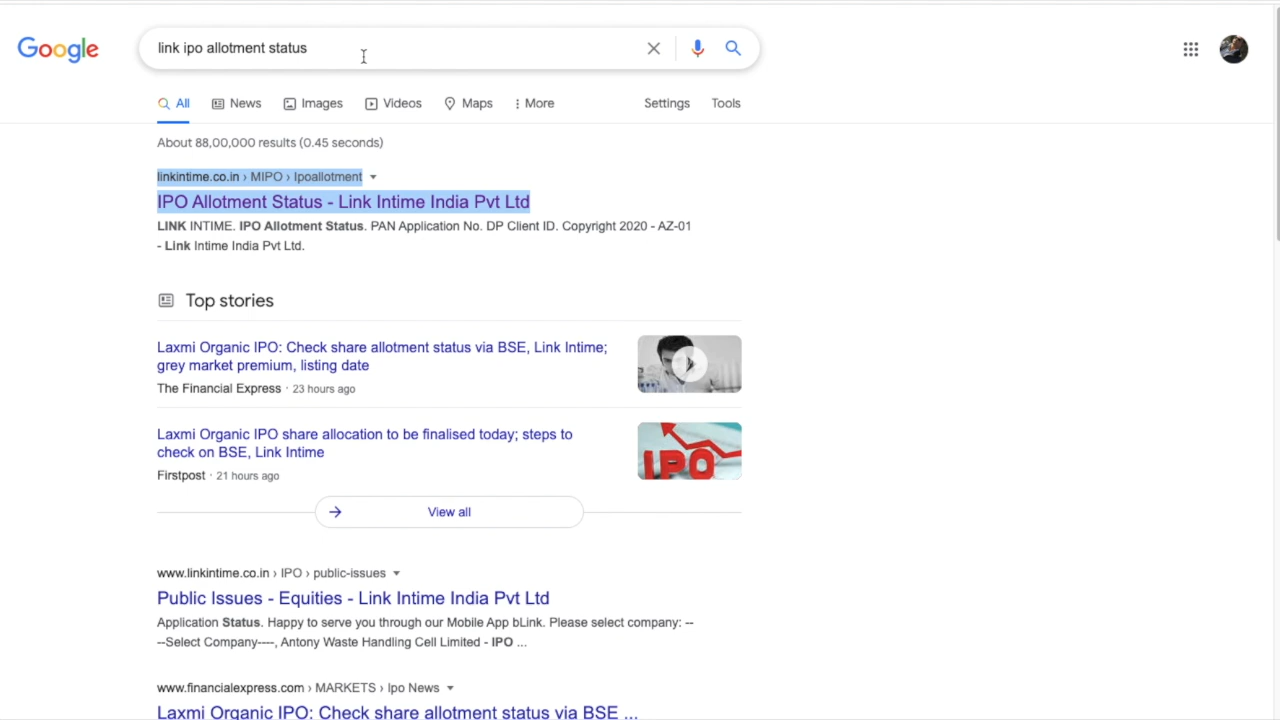 Google
link ipo allotment status
All News Images Videos Maps More Settings Tools
About 88,00,000 results (0.45 seconds)
linkintime.co.in › MIPO › Ipoallotment
IPO Allotment Status - Link Intime India Pvt Ltd
LINK INTIME. IPO Allotment Status. PAN Application No. DP Client ID. Copyright 2020 - AZ-01
- Link Intime India Pvt Ltd.
Top stories
Laxmi Organic IPO: Check share allotment status via BSE, Link Intime;
grey market premium, listing date
The Financial Express · 23 hours ago
Laxmi Organic IPO share allocation to be finalised today; steps to
check on BSE, Link Intime
IPO
Firstpost · 21 hours ago
View all
www.linkintime.co.in › IPO › public-issues
Public Issues - Equities - Link Intime India Pvt Ltd
Application Status. Happy to serve you through our Mobile App bLink. Please select company: --
--Select Company----, Antony Waste Handling Cell Limited - IPO ...
www.financialexpress.com › MARKETS › Ipo News
Laxmi Organic IPO: Check share allotment status via BSE ...